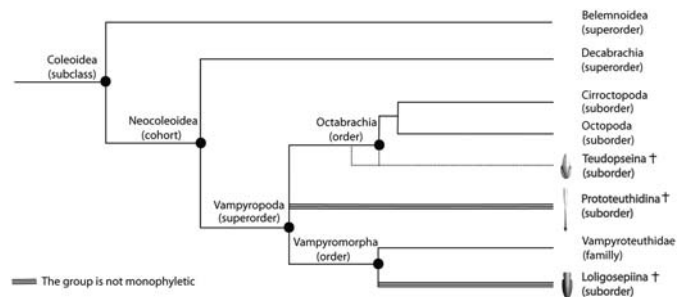 Belemnoidea
(superorder)
Coleoidea
(subclass)
Decabrachia
(superorder)
Neocoleoidea
(cohort)
Octabrachia
(order)
Cirroctopoda
(suborder)
Octopoda
(suborder)
Teudopseina †
(suborder)
Vampyropoda
(superorder)
Prototeuthidina †
(suborder)
Vampyromorpha
(order)
Vampyroteuthidae
(familly)
Loligosepiina †
(suborder)
The group is not monophyletic